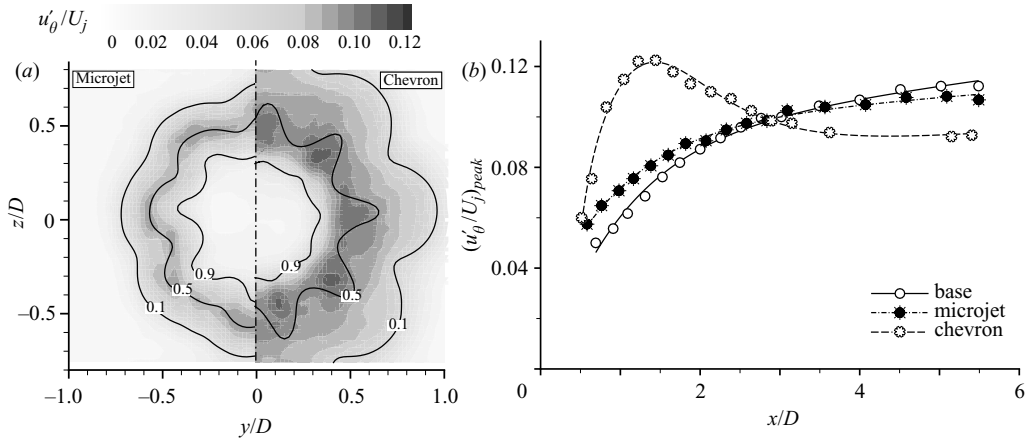 u′θ/Uj
0 0.02 0.04 0.06 0.08 0.10 0.12
(a)
Microjet
Chevron
0.5
0
–0.5
z/D
0.9
0.9
0.5
0.5
0.1
0.1
–1.0 –0.5 0 0.5 1.0
y/D
(b)
0.12
0.08
0.04
(u′θ/Uj)peak
base
microjet
chevron
0 2 4 6
x/D